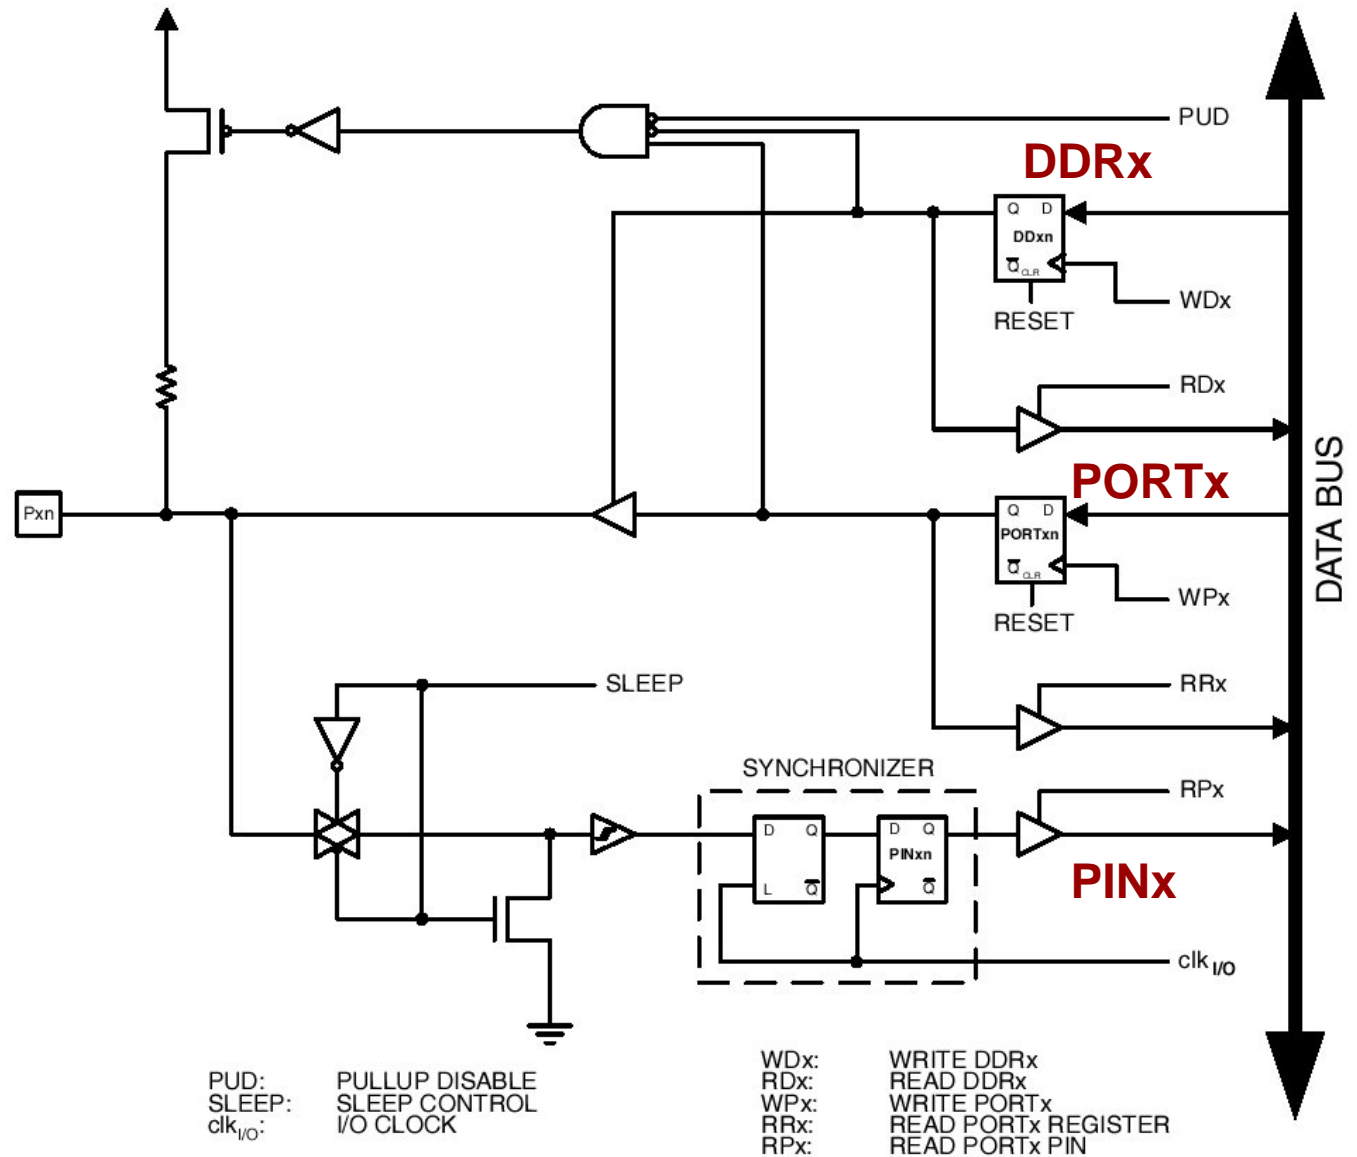 PUD
DDRx
Q D
DDxn
Q CLR
WDx
RESET
RDx
DATA BUS
PORTx
Pxn
Q D
PORTxn
Q CLR
WPx
RESET
SLEEP
RRx
SYNCHRONIZER
RPx
D Q
D Q
PINxn
L Q
Q
PINx
clk I/O
PUD: PULLUP DISABLE
SLEEP: SLEEP CONTROL
clkI/O: I/O CLOCK
WDx: WRITE DDRx
RDx: READ DDRx
WPx: WRITE PORTx
RRx: READ PORTx REGISTER
RPx: READ PORTx PIN